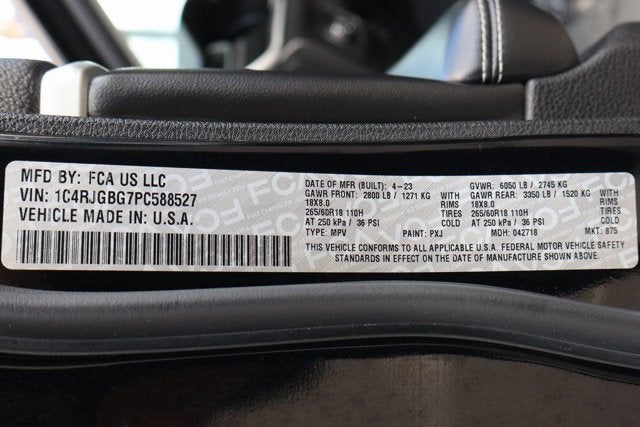 MFD BY: FCA US LLC
VIN: 1C4RJGBG7PC588527
VEHICLE MADE IN: U.S.A.
DATE OF MFR (BUILT): 4-23 GVWR: 6050 LB / 2745 KG
GAWR FRONT: 2800 LB / 1271 KG WITH GAWR REAR: 3350 LB / 1520 KG WITH
18X8.0 RIMS 18X8.0 RIMS
265/60R18 110H TIRES 265/60R18 110H TIRES
AT 250 kPa / 36 PSI COLD AT 250 kPa / 36 PSI COLD
TYPE: MPV PAINT: PXJ MDH: 042718 MKT: 875
THIS VEHICLE CONFORMS TO ALL APPLICABLE U.S.A. FEDERAL MOTOR VEHICLE SAFETY
STANDARDS IN EFFECT ON THE DATE OF MANUFACTURE SHOWN ABOVE.